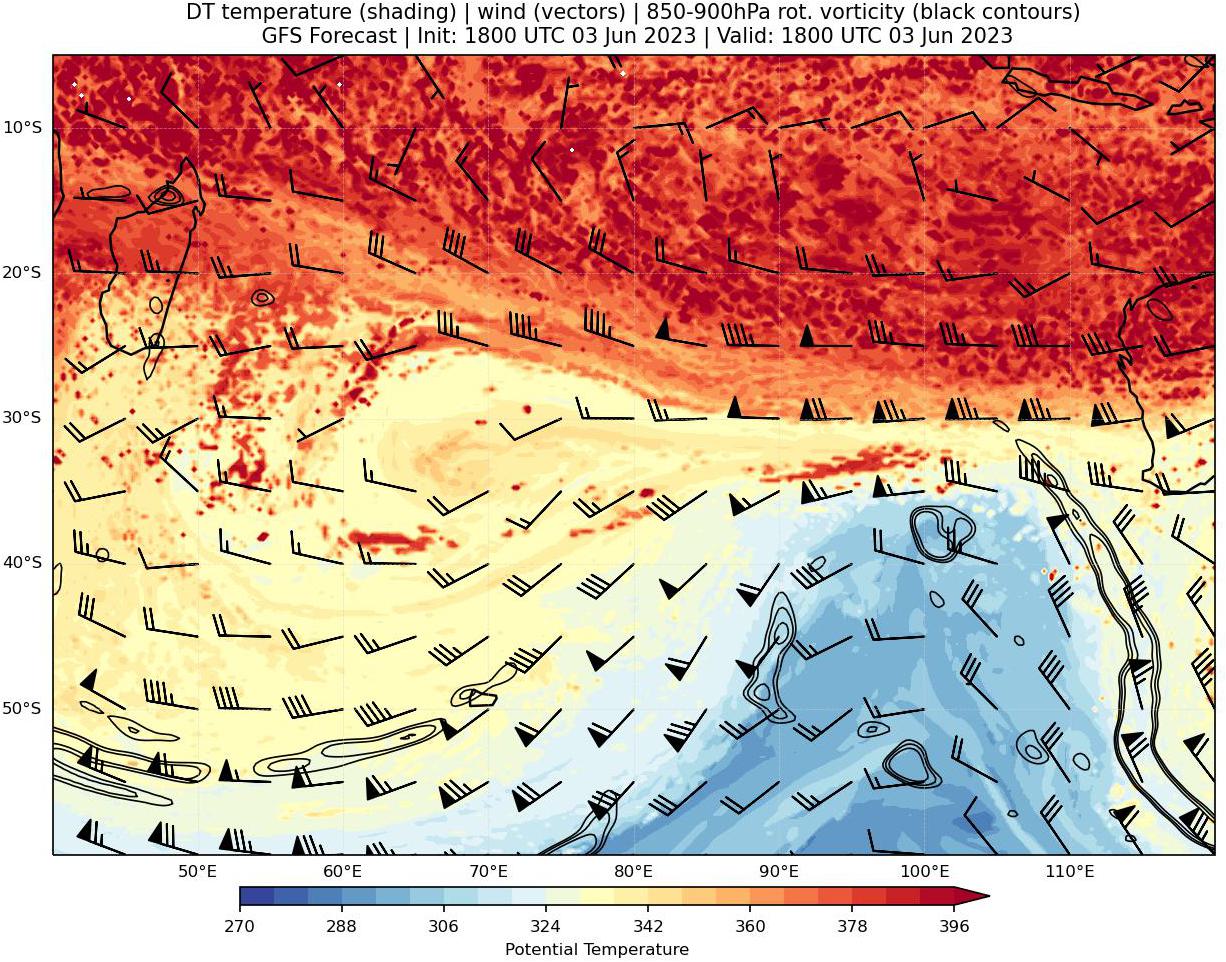 DT temperature (shading) | wind (vectors) | 850-900hPa rot. vorticity (black contours)
GFS Forecast | Init: 1800 UTC 03 Jun 2023 | Valid: 1800 UTC 03 Jun 2023
10°S
20°S
30°S
40°S
50°S
50°E 60°E 70°E 80°E 90°E 100°E 110°E
270 288 306 324 342 360 378 396
Potential Temperature